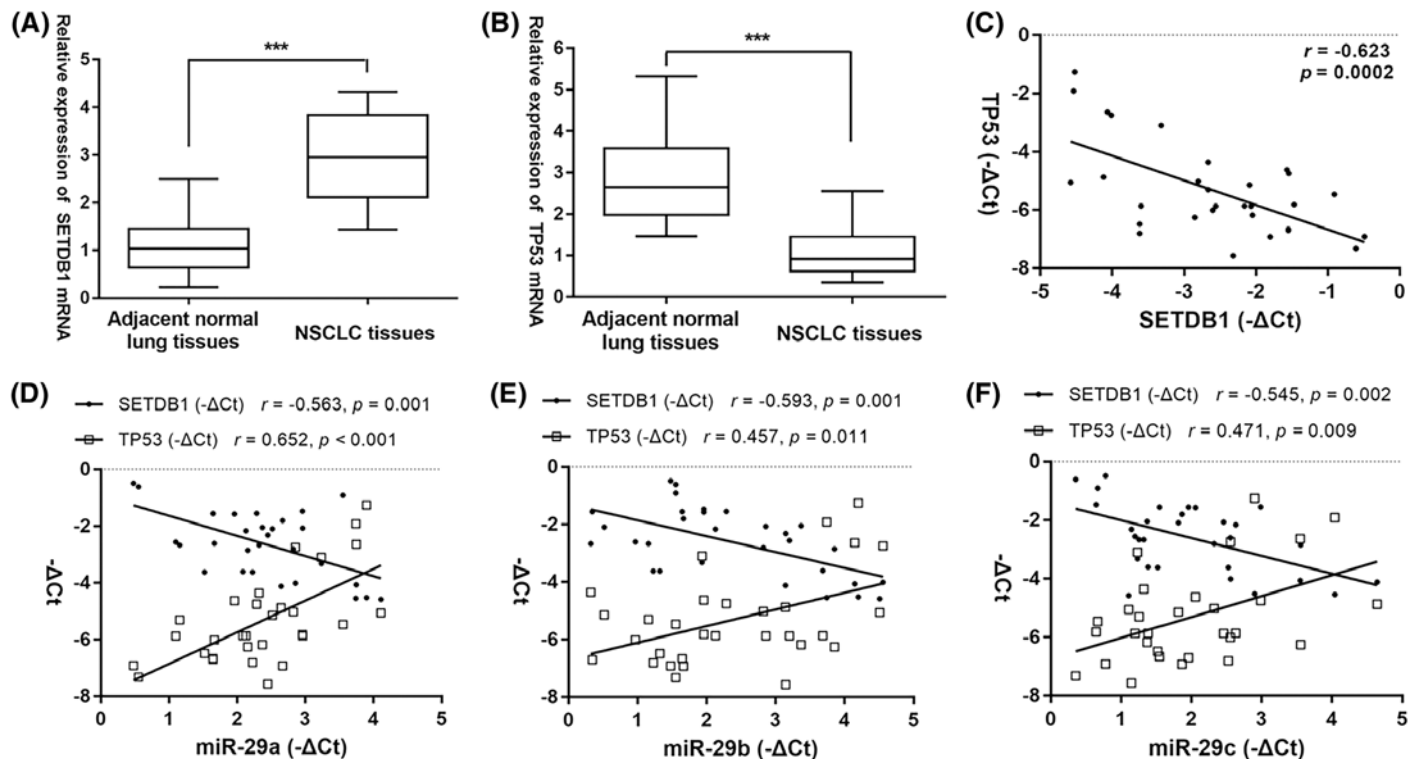 (A)
Relative expression of SETDB1 mRNA
5
4
3
2
1
0
***
Adjacent normal
lung tissues
NSCLC tissues
(B)
Relative expression of TP53 mRNA
6
5
4
3
2
1
0
***
Adjacent normal
lung tissues
NSCLC tissues
(C)
r = -0.623
p = 0.0002
TP53 (-ΔCt)
0
-2
-4
-6
-8
-5 -4 -3 -2 -1 0
SETDB1 (-ΔCt)
(D)
SETDB1 (-ΔCt) r = -0.563, p = 0.001
TP53 (-ΔCt) r = 0.652, p < 0.001
-ΔCt
0
-2
-4
-6
-8
0 1 2 3 4 5
miR-29a (-ΔCt)
(E)
SETDB1 (-ΔCt) r = -0.593, p = 0.001
TP53 (-ΔCt) r = 0.457, p = 0.011
-ΔCt
0
-2
-4
-6
-8
0 1 2 3 4 5
miR-29b (-ΔCt)
(F)
SETDB1 (-ΔCt) r = -0.545, p = 0.002
TP53 (-ΔCt) r = 0.471, p = 0.009
-ΔCt
0
-2
-4
-6
-8
0 1 2 3 4 5
miR-29c (-ΔCt)